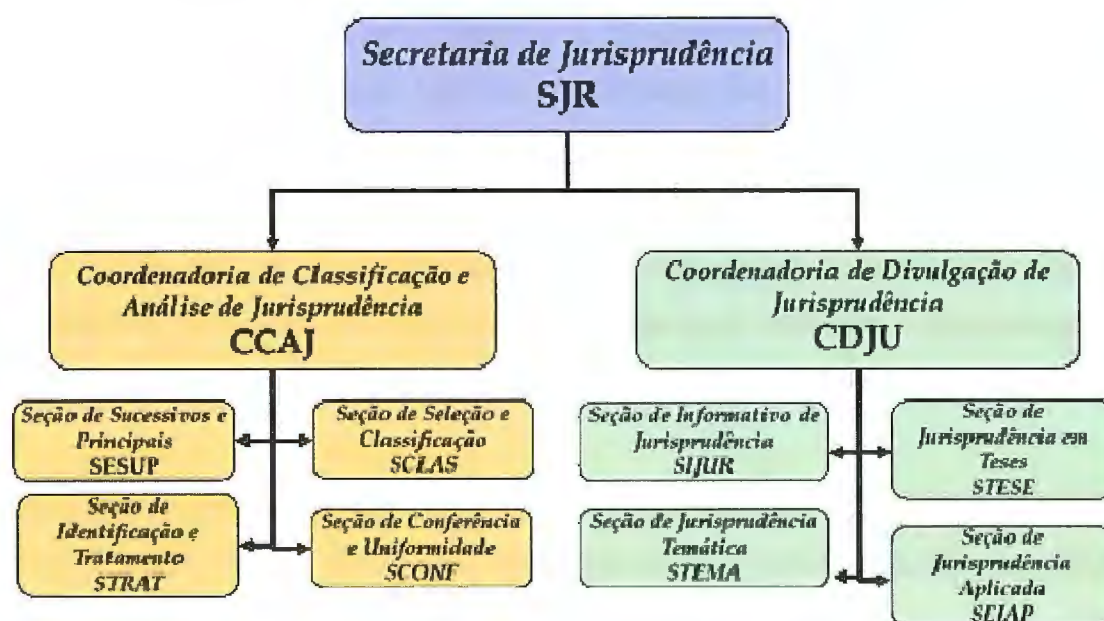 Secretaria de Jurisprudência
SJR
Coordenadoria de Classificação e
Análise de Jurisprudência
CCAJ
Coordenadoria de Divulgação de
Jurisprudência
CDJU
Seção de Sucessivos e
Principais
SESUP
Seção de Seleção e
Classificação
SCLAS
Seção de
Identificação e
Tratamento
STRAT
Seção de Conferência
e Uniformidade
SCONF
Seção de Informativo de
Jurisprudência
SIJUR
Seção de
Jurisprudência em
Teses
STESE
Seção de Jurisprudência
Temática
STEMA
Seção de
Jurisprudência
Aplicada
SEJAP